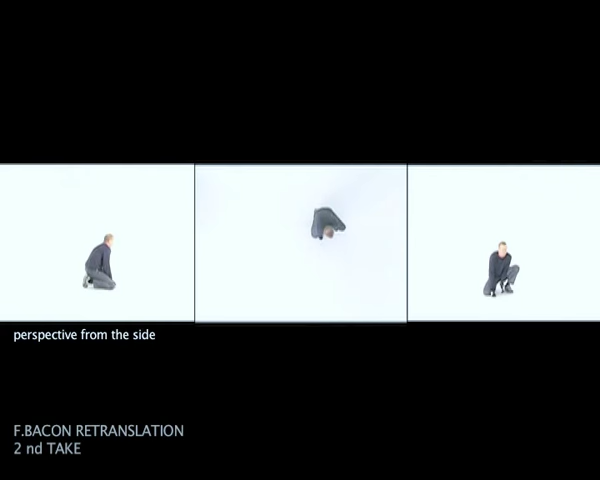 perspective from the side
F.BACON RETRANSLATION
2 nd TAKE